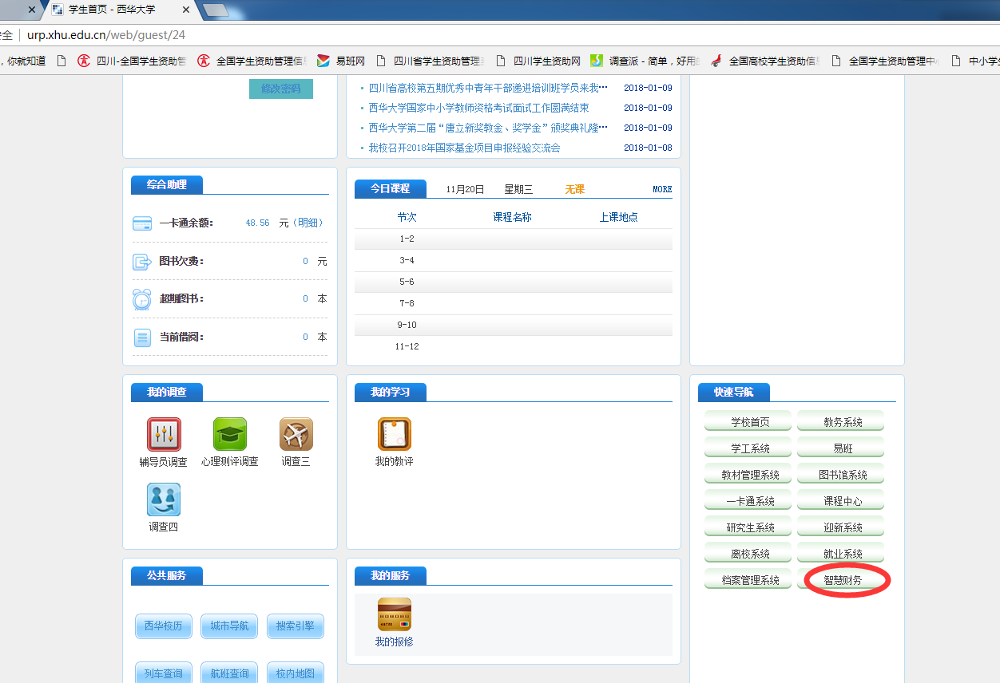 学生首页 - 西华大学
全 urp.xhu.edu.cn/web/guest/24
，你就知道 四川-全国学生资助管 全国学生资助管理信息 易班网 四川省学生资助管理 四川学生资助网 调查派 - 简单，好用 全国高校学生资助信息 全国学生资助管理中心 中小学
修改密码
四川省高校第五期优秀中青年干部递进培训班学员来我… 2018-01-09
西华大学国家中小学教师资格考试面试工作圆满结束 2018-01-09
西华大学第二届“唐立新奖教金、奖学金”颁奖典礼隆… 2018-01-09
我校召开2018年国家基金项目申报经验交流会 2018-01-08
综合助理
一卡通余额： 48.56 元（明细）
图书欠费： 0 元
超期图书： 0 本
当前借阅： 0 本
今日课程 11月20日 星期三 无课 MORE
节次 课程名称 上课地点
1-2
3-4
5-6
7-8
9-10
11-12
我的调查
辅导员调查 心理测评调查 调查三
调查四
我的学习
我的教评
快速导航
学校首页 教务系统
学工系统 易班
教材管理系统 图书馆系统
一卡通系统 课程中心
研究生系统 迎新系统
离校系统 就业系统
档案管理系统 智慧财务
公共服务
西华校历 城市导航 搜索引擎
列车查询 航班查询 校内地图
我的服务
我的报修